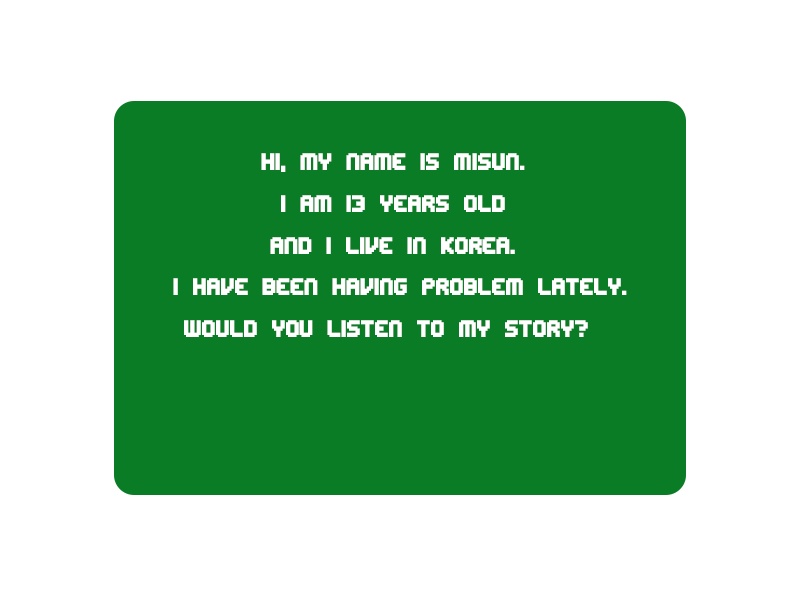 HI, MY NAME IS MISUN.
I AM 13 YEARS OLD
AND I LIVE IN KOREA.
I HAVE BEEN HAVING PROBLEM LATELY.
WOULD YOU LISTEN TO MY STORY?